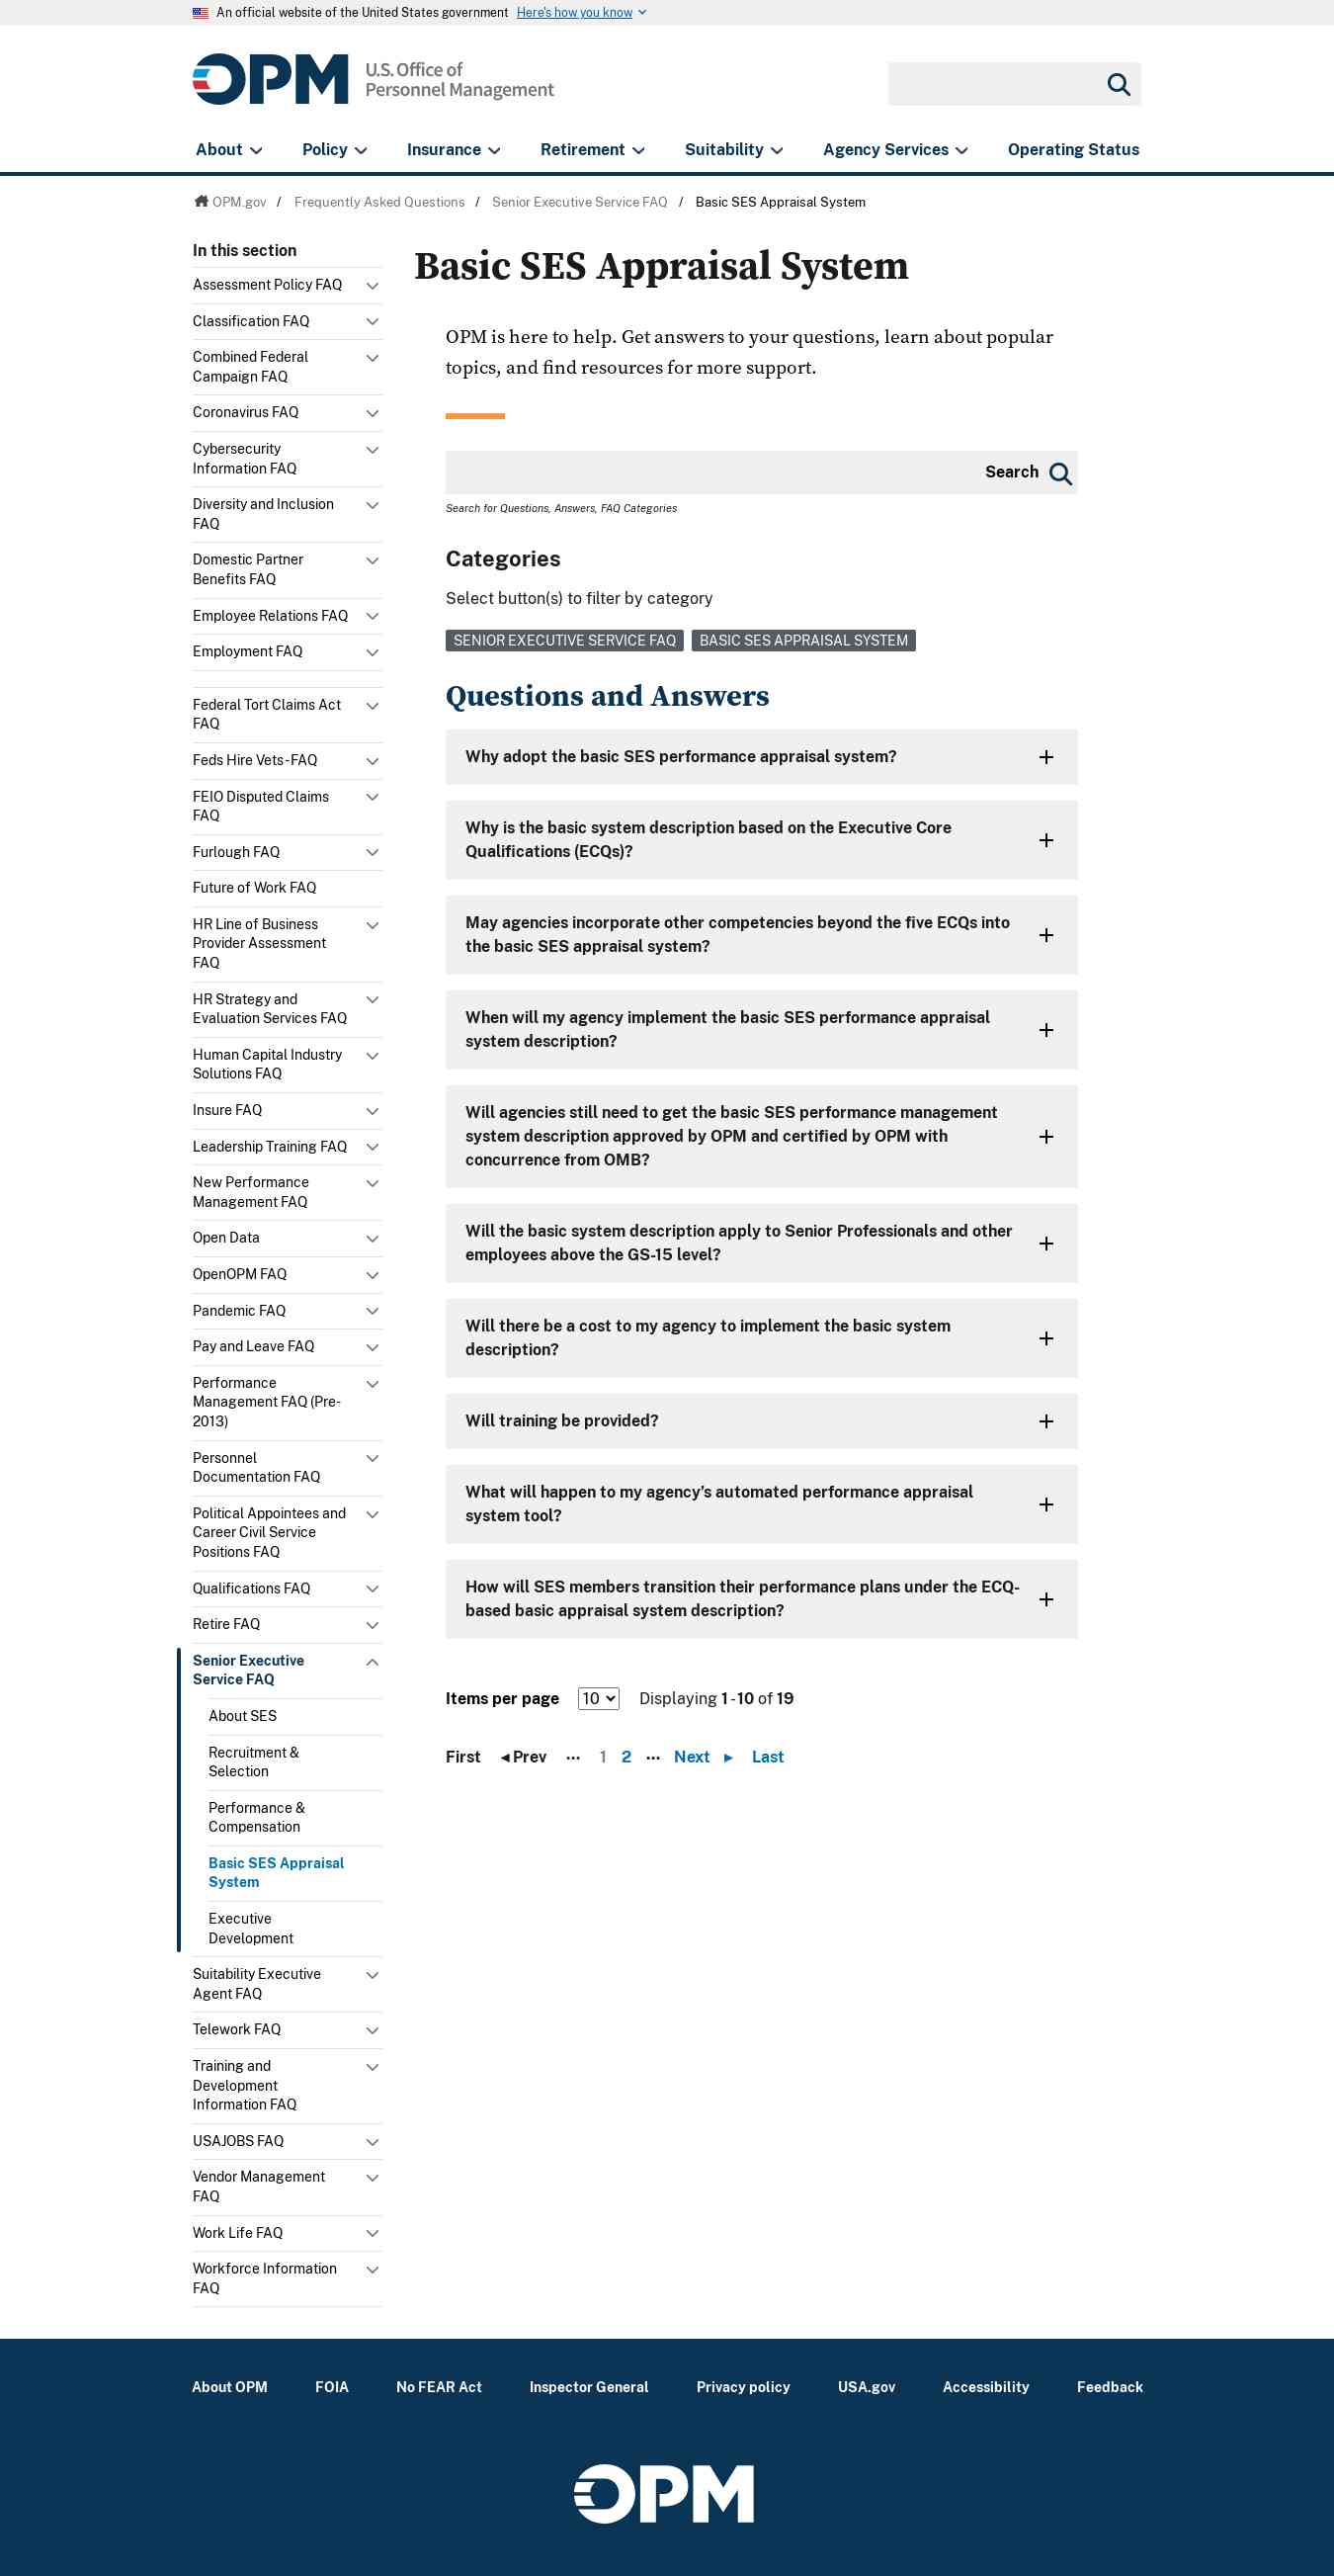 An official website of the United States government Here's how you know
OPM U.S. Office of
Personnel Management
About Policy Insurance Retirement Suitability Agency Services Operating Status
OPM.gov / Frequently Asked Questions / Senior Executive Service FAQ / Basic SES Appraisal System
In this section
Assessment Policy FAQ
Classification FAQ
Combined Federal
Campaign FAQ
Coronavirus FAQ
Cybersecurity
Information FAQ
Diversity and Inclusion
FAQ
Domestic Partner
Benefits FAQ
Employee Relations FAQ
Employment FAQ
Federal Tort Claims Act
FAQ
Feds Hire Vets-FAQ
FEIO Disputed Claims
FAQ
Furlough FAQ
Future of Work FAQ
HR Line of Business
Provider Assessment
FAQ
HR Strategy and
Evaluation Services FAQ
Human Capital Industry
Solutions FAQ
Insure FAQ
Leadership Training FAQ
New Performance
Management FAQ
Open Data
OpenOPM FAQ
Pandemic FAQ
Pay and Leave FAQ
Performance
Management FAQ (Pre-
2013)
Personnel
Documentation FAQ
Political Appointees and
Career Civil Service
Positions FAQ
Qualifications FAQ
Retire FAQ
Senior Executive
Service FAQ
About SES
Recruitment &
Selection
Performance &
Compensation
Basic SES Appraisal
System
Executive
Development
Suitability Executive
Agent FAQ
Telework FAQ
Training and
Development
Information FAQ
USAJOBS FAQ
Vendor Management
FAQ
Work Life FAQ
Workforce Information
FAQ
Basic SES Appraisal System
OPM is here to help. Get answers to your questions, learn about popular
topics, and find resources for more support.
Search
Search for Questions, Answers, FAQ Categories
Categories
Select button(s) to filter by category
SENIOR EXECUTIVE SERVICE FAQ BASIC SES APPRAISAL SYSTEM
Questions and Answers
Why adopt the basic SES performance appraisal system?
Why is the basic system description based on the Executive Core
Qualifications (ECQs)?
May agencies incorporate other competencies beyond the five ECQs into
the basic SES appraisal system?
When will my agency implement the basic SES performance appraisal
system description?
Will agencies still need to get the basic SES performance management
system description approved by OPM and certified by OPM with
concurrence from OMB?
Will the basic system description apply to Senior Professionals and other
employees above the GS-15 level?
Will there be a cost to my agency to implement the basic system
description?
Will training be provided?
What will happen to my agency’s automated performance appraisal
system tool?
How will SES members transition their performance plans under the ECQ-
based basic appraisal system description?
Items per page 10 Displaying 1-10 of 19
First ◂ Prev ••• 1 2 ••• Next ▸ Last
About OPM FOIA No FEAR Act Inspector General Privacy policy USA.gov Accessibility Feedback
OPM